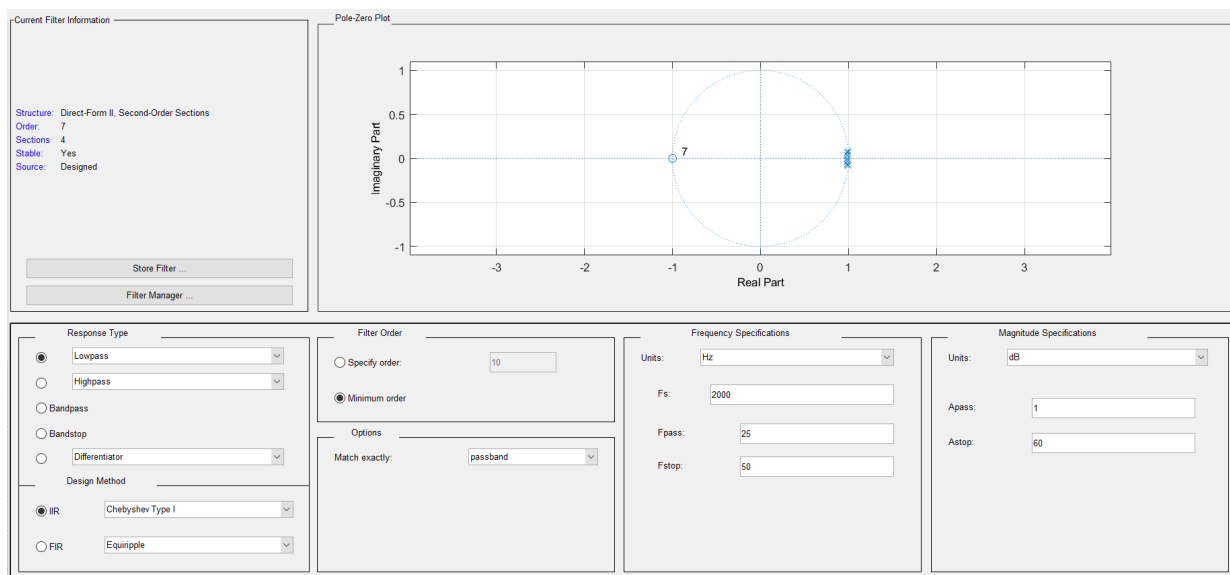 Current Filter Information
Structure: Direct-Form II, Second-Order Sections
Order: 7
Sections 4
Stable: Yes
Source: Designed
Store Filter ...
Filter Manager ...
Pole-Zero Plot
1
0.5
0
-0.5
-1
Imaginary Part
7
-3 -2 -1 0 1 2 3
Real Part
Response Type
Lowpass
Highpass
Bandpass
Bandstop
Differentiator
Design Method
IIR Chebyshev Type I
FIR Equiripple
Filter Order
Specify order: 10
Minimum order
Options
Match exactly: passband
Frequency Specifications
Units: Hz
Fs: 2000
Fpass: 25
Fstop: 50
Magnitude Specifications
Units: dB
Apass: 1
Astop: 60